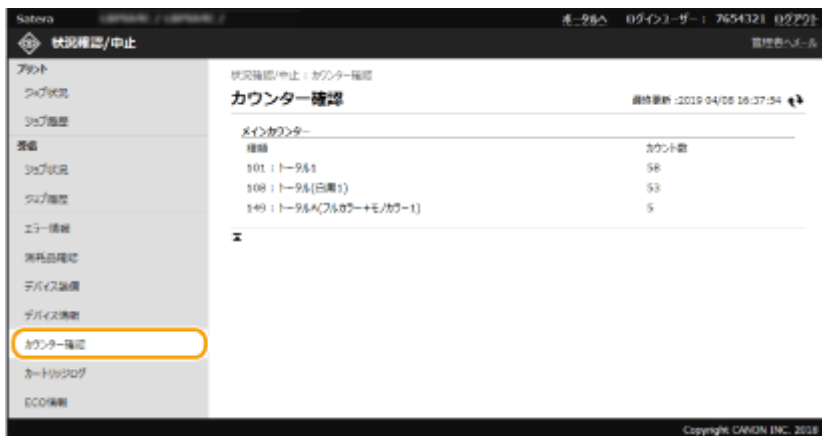 Satera
ポータルへ ログインユーザー : 7654321 ログアウト
状況確認/中止
管理者へメール
プリント
ジョブ状況
ジョブ履歴
受信
ジョブ状況
ジョブ履歴
エラー情報
消耗品確認
デバイス装備
デバイス情報
カウンター確認
カートリッジログ
ECO情報
状況確認/中止 : カウンター確認
カウンター確認
最終更新 :2019 04/08 16:37:54
メインカウンター
種類 カウント数
101 : トータル1 58
108 : トータル(白黒1) 53
149 : トータルA(フルカラー+モノカラー1) 5
Copyright CANON INC. 2018